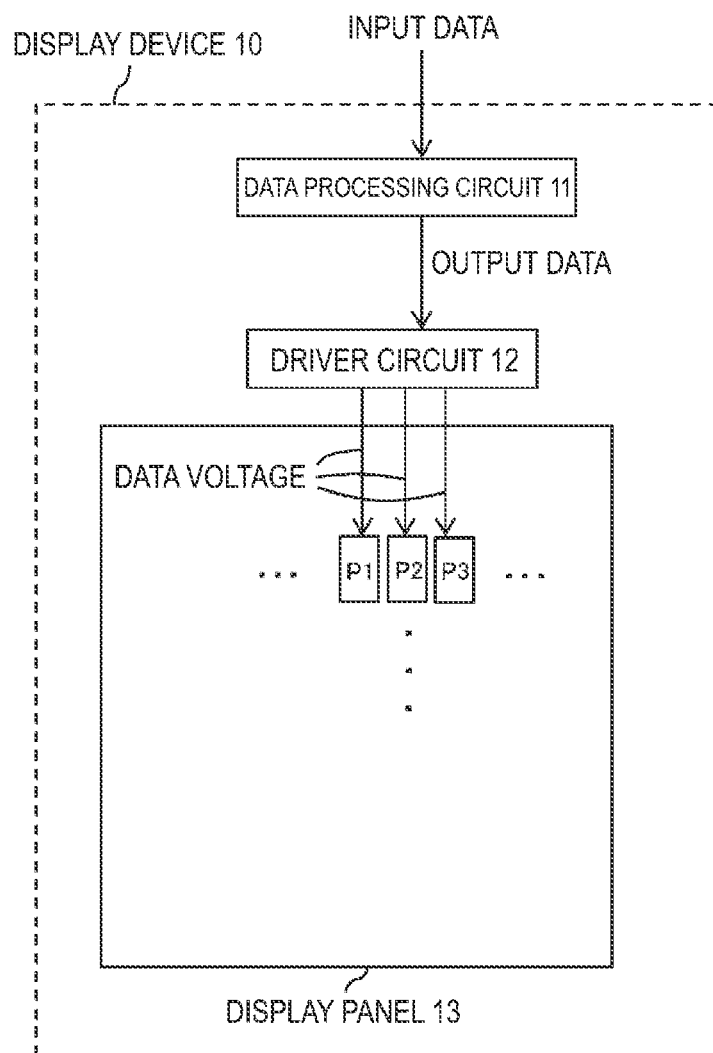 INPUT DATA
DISPLAY DEVICE 10
DATA PROCESSING CIRCUIT 11
OUTPUT DATA
DRIVER CIRCUIT 12
DATA VOLTAGE
... P1 P2 P3 ...
DISPLAY PANEL 13